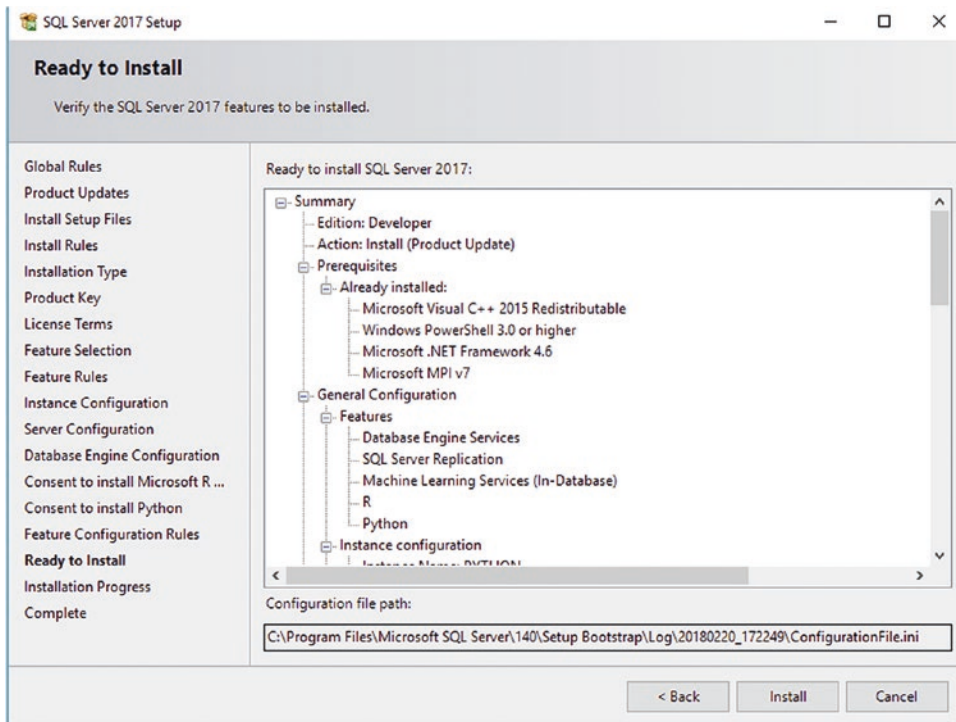 SQL Server 2017 Setup
Ready to Install
Verify the SQL Server 2017 features to be installed.
Global Rules
Product Updates
Install Setup Files
Install Rules
Installation Type
Product Key
License Terms
Feature Selection
Feature Rules
Instance Configuration
Server Configuration
Database Engine Configuration
Consent to install Microsoft R ...
Consent to install Python
Feature Configuration Rules
Ready to Install
Installation Progress
Complete
Ready to install SQL Server 2017:
Summary
Edition: Developer
Action: Install (Product Update)
Prerequisites
Already installed:
Microsoft Visual C++ 2015 Redistributable
Windows PowerShell 3.0 or higher
Microsoft .NET Framework 4.6
Microsoft MPI v7
General Configuration
Features
Database Engine Services
SQL Server Replication
Machine Learning Services (In-Database)
R
Python
Instance configuration
Instance Name: PYTHON
Configuration file path:
C:\Program Files\Microsoft SQL Server\140\Setup Bootstrap\Log\20180220_172249\ConfigurationFile.ini
< Back
Install
Cancel